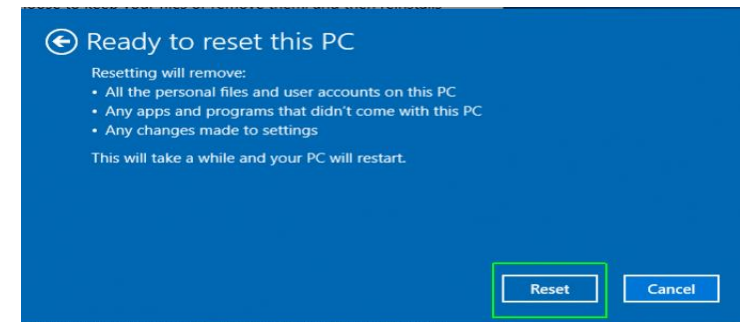 Ready to reset this PC
Resetting will remove:
• All the personal files and user accounts on this PC
• Any apps and programs that didn't come with this PC
• Any changes made to settings
This will take a while and your PC will restart.
Reset Cancel